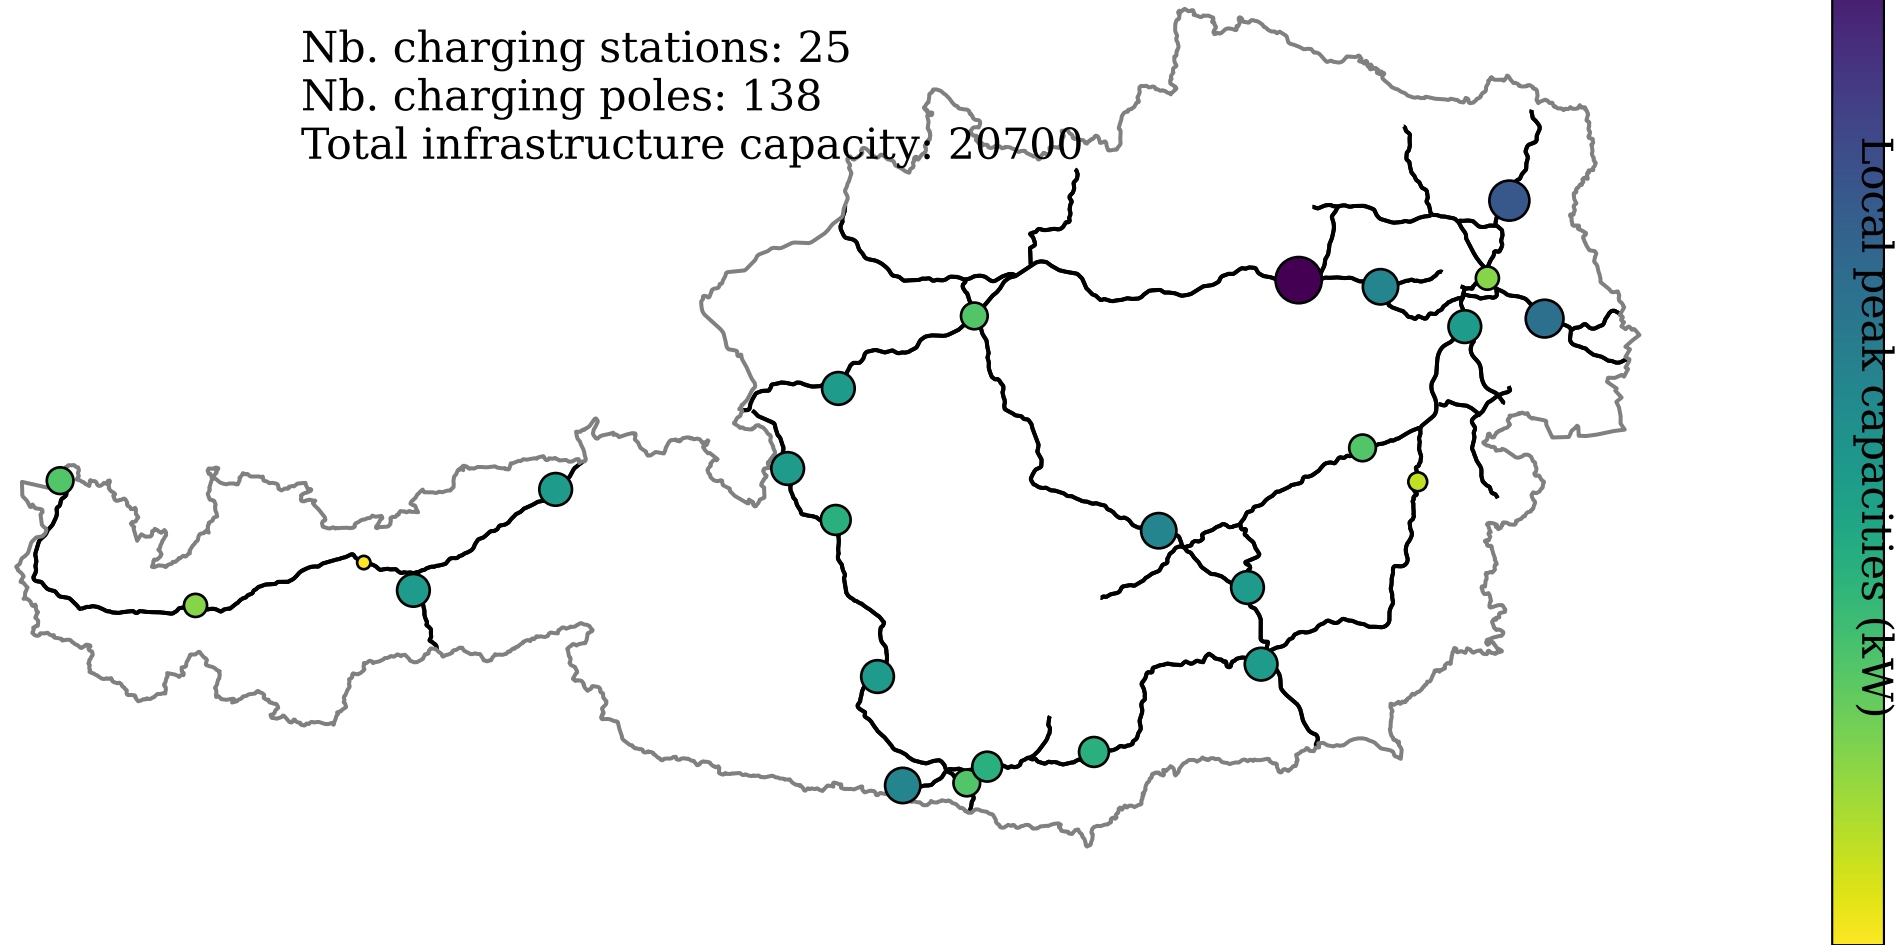 Nb. charging stations: 25
Nb. charging poles: 138
Total infrastructure capacity: 20700
Local peak capacities (kW)